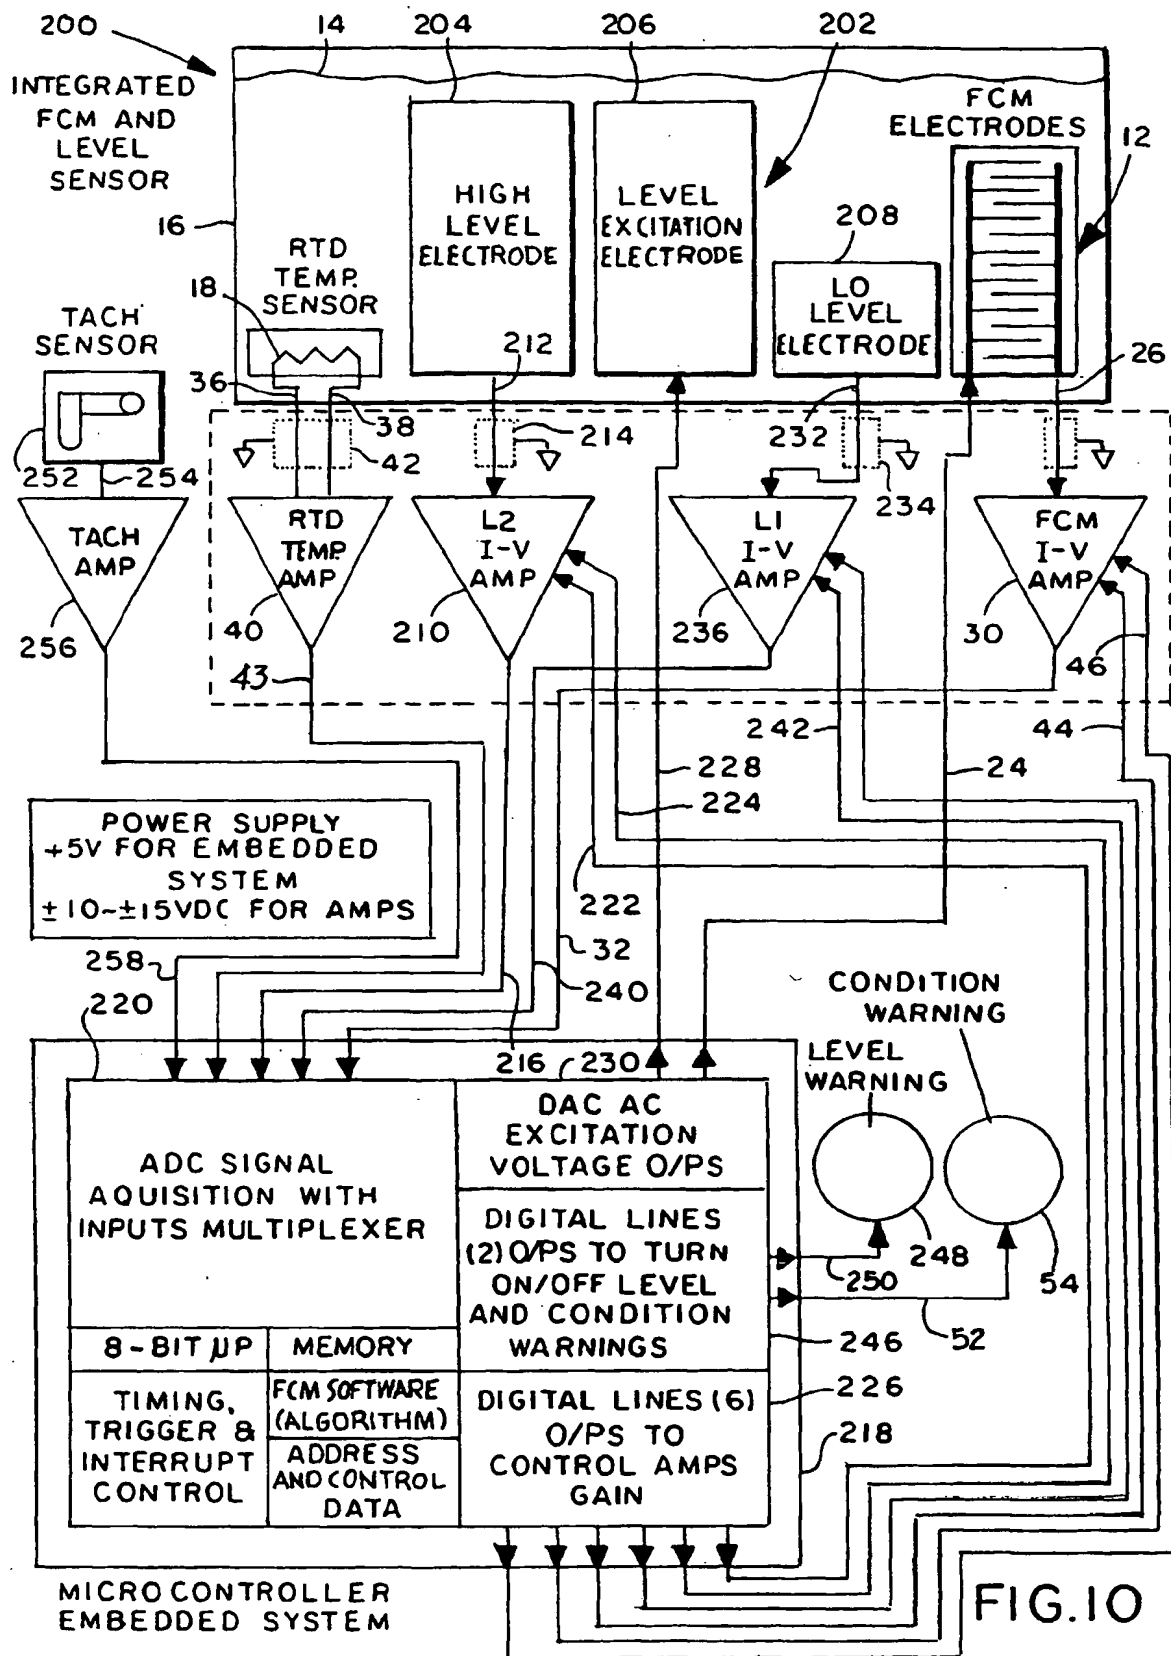 200
14
204
206
202
INTEGRATED
FCM AND
LEVEL
SENSOR
FCM
ELECTRODES
12
16
HIGH
LEVEL
ELECTRODE
LEVEL
EXCITATION
ELECTRODE
208
RTD
TEMP.
SENSOR
18
LO
LEVEL
ELECTRODE
TACH
SENSOR
212
26
36
38
232
214
42
252
254
234
TACH
AMP
RTD
TEMP.
AMP
L2
I-V
AMP
L1
I-V
AMP
FCM
I-V
AMP
256
40
210
236
30
46
43
242
44
228
24
224
POWER SUPPLY
+5V FOR EMBEDDED
SYSTEM
±10~±15VDC FOR AMPS
222
32
258
240
220
CONDITION
WARNING
216
230
LEVEL
WARNING
DAC AC
EXCITATION
VOLTAGE O/PS
ADC SIGNAL
AQUISITION WITH
INPUTS MULTIPLEXER
DIGITAL LINES
(2) O/PS TO TURN
ON/OFF LEVEL
AND CONDITION
WARNINGS
248
250
54
52
246
8-BIT µP
MEMORY
226
TIMING,
TRIGGER &
INTERRUPT
CONTROL
FCM SOFTWARE
(ALGORITHM)
ADDRESS
AND CONTROL
DATA
DIGITAL LINES (6)
O/PS TO
CONTROL AMPS
GAIN
218
MICROCONTROLLER
EMBEDDED SYSTEM
FIG.10